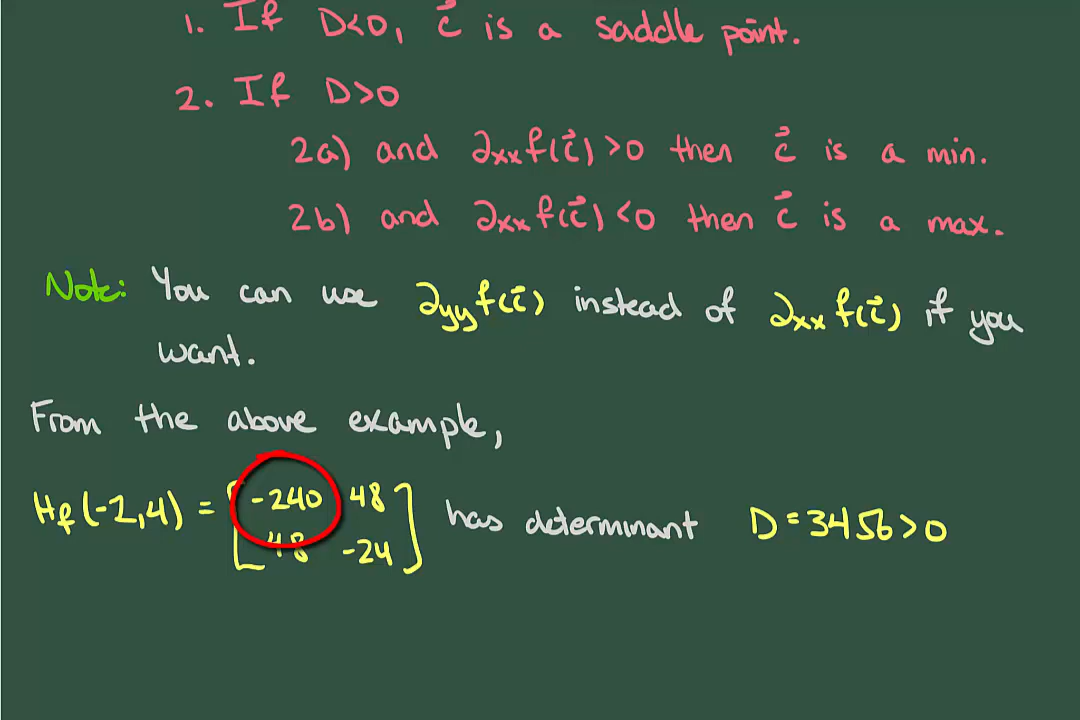 1. If D<0, c⃗ is a saddle point.
2. If D>0
2a) and ∂xxf(c⃗)>0 then c⃗ is a min.
2b) and ∂xxf(c⃗)<0 then c⃗ is a max.
Note: You can use ∂yyf(c⃗) instead of ∂xxf(c⃗) if you
want.
From the above example,
Hf(-2,4) = [-240 48
48 -24] has determinant D=3456>0